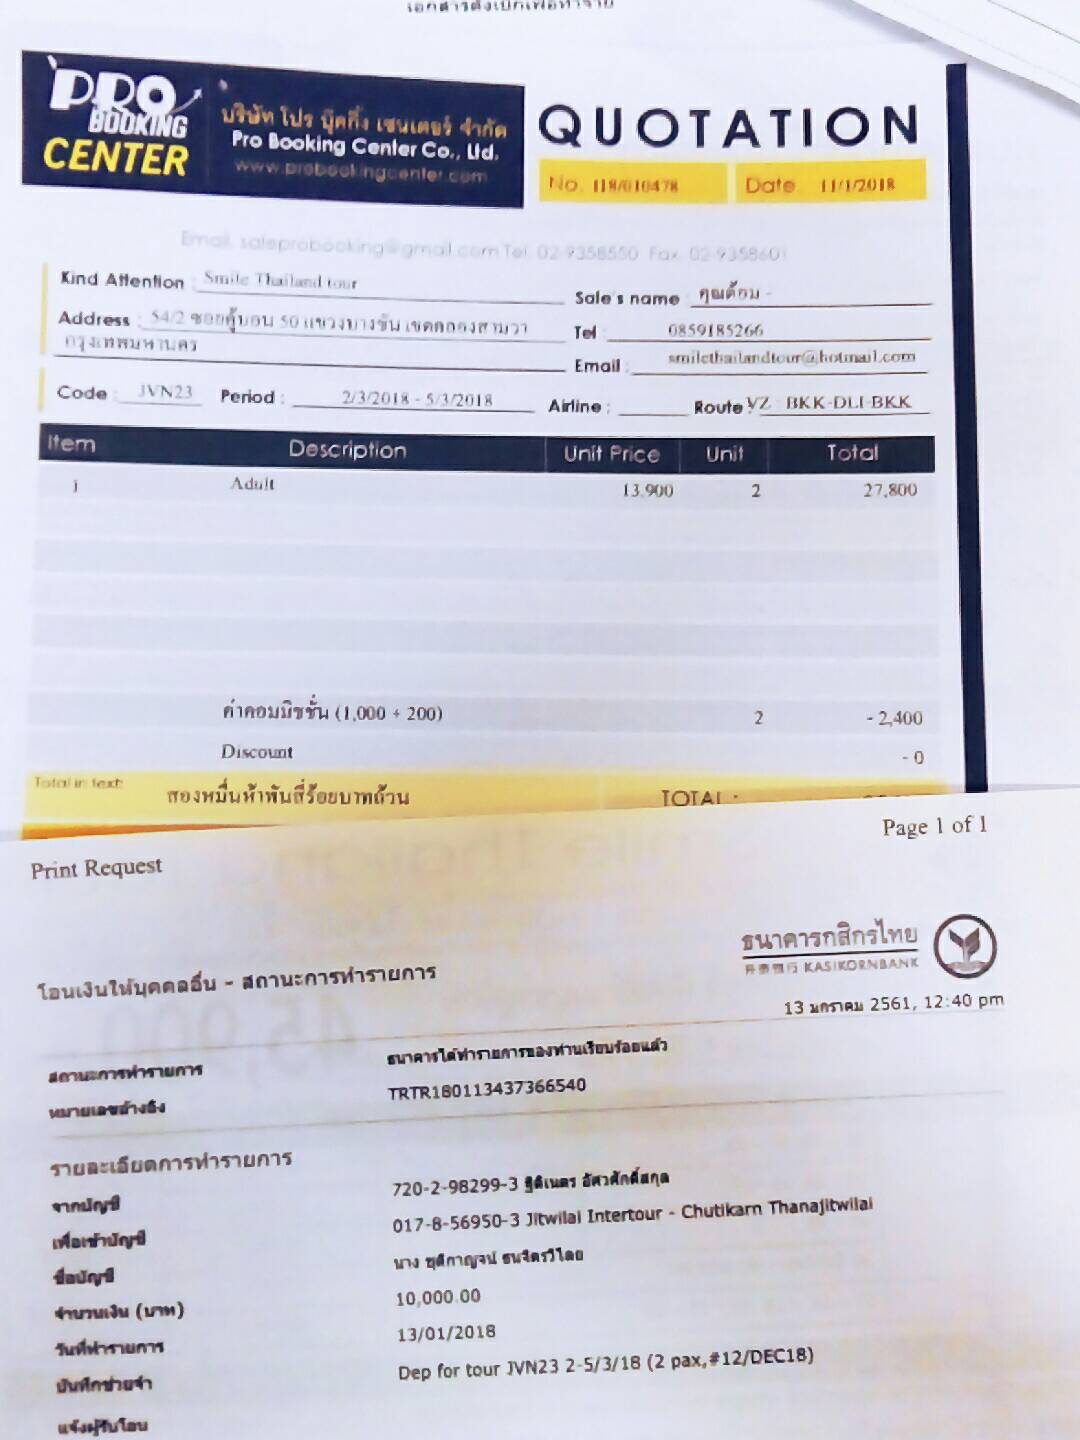 เอกสารตั้งเบิกเพื่อทำจ่าย
PRO BOOKING CENTER
บริษัท โปร บุ๊คกิ้ง เซนเตอร์ จำกัด
Pro Booking Center Co., Ltd.
www.probookingcenter.com
QUOTATION
No. 118/010478 Date 11/1/2018
Email. saleprobooking@gmail.com Tel. 02-9358550 Fax. 02-9358601
Kind Attention : Smile Thailand tour
Sale's name คุณต้อม -
Address : 54/2 ซอยคู้บอน 50 แขวงบางชัน เขตคลองสามวา
กรุงเทพมหานคร
Tel : 0859185266
Email : smilethailandtour@hotmail.com
Code : JVN23 Period : 2/3/2018 - 5/3/2018 Airline : Route VZ BKK-DLI-BKK
Item Description Unit Price Unit Total
1 Adult 13,900 2 27,800
ค่าคอมมิชชั่น (1,000 + 200) 2 - 2,400
Discount - 0
Total in text: สองหมื่นห้าพันสี่ร้อยบาทถ้วน TOTAL :
Page 1 of 1
Print Request
ธนาคารกสิกรไทย
开泰银行 KASIKORNBANK
โอนเงินให้บุคคลอื่น - สถานะการทำรายการ
13 มกราคม 2561, 12:40 pm
สถานะการทำรายการ ธนาคารได้ทำรายการของท่านเรียบร้อยแล้ว
หมายเลขอ้างอิง TRTR180113437366540
รายละเอียดการทำรายการ
จากบัญชี 720-2-98299-3 ฐิติเนตร อัศวศักดิ์สกุล
เพื่อเข้าบัญชี 017-8-56950-3 Jitwilai Intertour - Chutikarn Thanajitwilai
ชื่อบัญชี นาง ชุติกาญจน์ ธนจิตรวิไลย
จำนวนเงิน (บาท) 10,000.00
วันที่ทำรายการ 13/01/2018
บันทึกช่วยจำ Dep for tour JVN23 2-5/3/18 (2 pax,#12/DEC18)
แจ้งผู้รับโอน